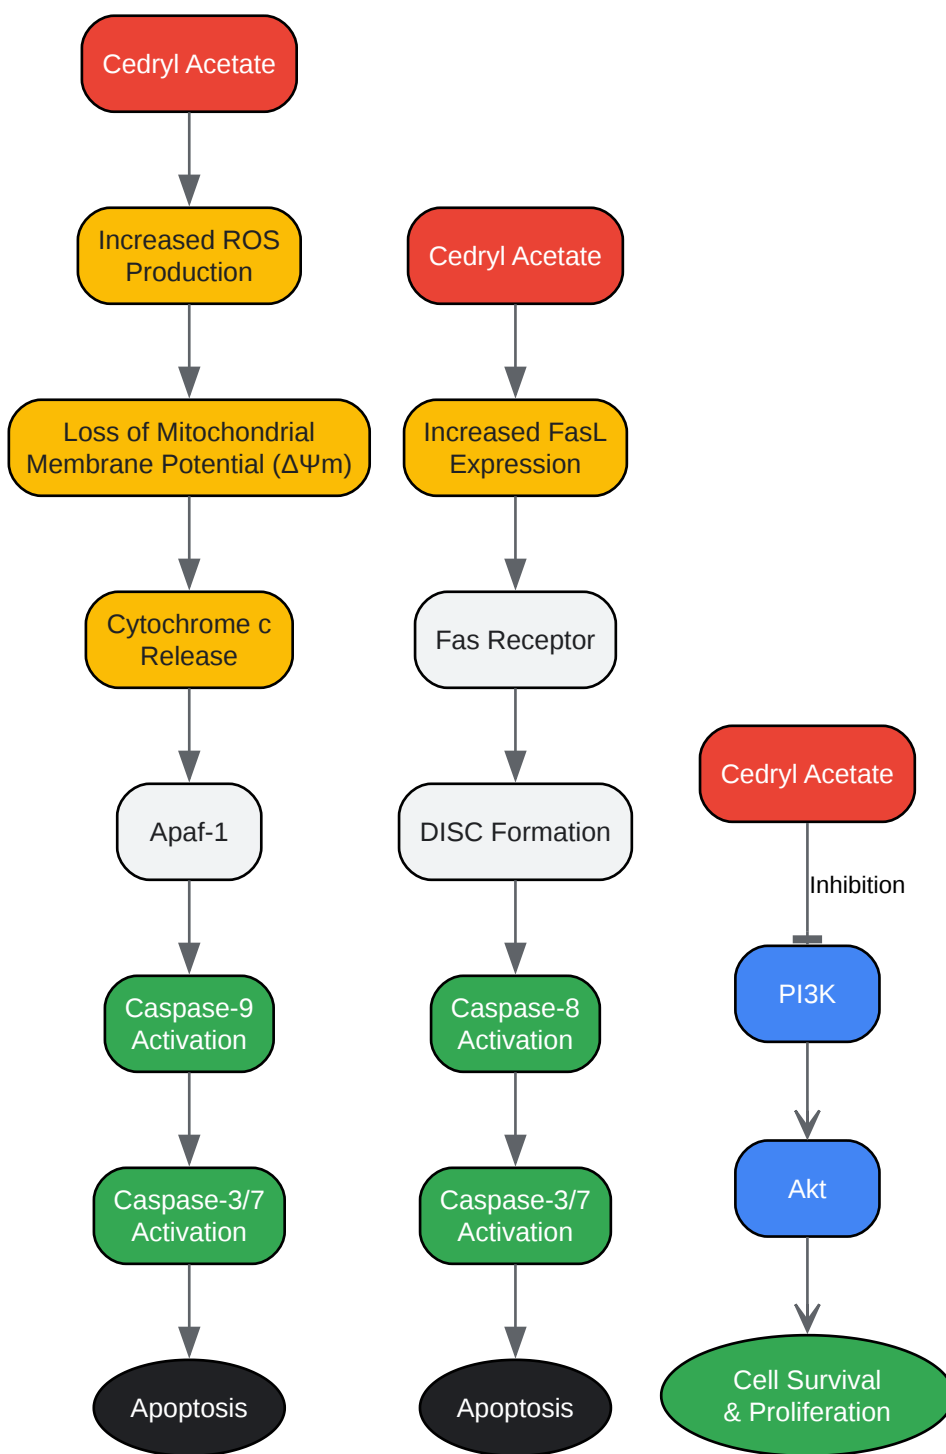 Cedryl Acetate
Increased ROS
Production
Loss of Mitochondrial
Membrane Potential (ΔΨm)
Cytochrome c
Release
Apaf-1
Caspase-9
Activation
Caspase-3/7
Activation
Apoptosis
Cedryl Acetate
Increased FasL
Expression
Fas Receptor
DISC Formation
Caspase-8
Activation
Caspase-3/7
Activation
Apoptosis
Cedryl Acetate
Inhibition
PI3K
Akt
Cell Survival
& Proliferation